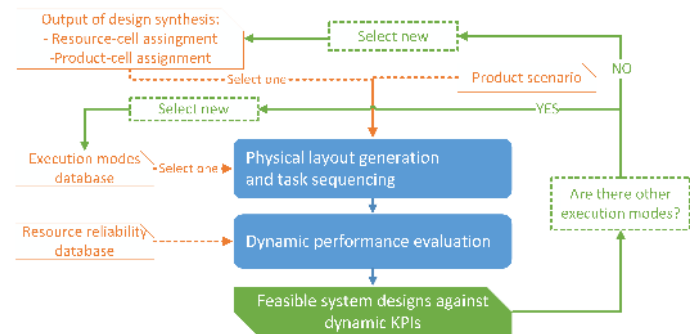 Output of design synthesis:
- Resource-cell assingment
-Product-cell assignment
Select new
Select one
Product scenario
NO
Select new
YES
Execution modes
database
Select one
Physical layout generation
and task sequencing
Are there other
execution modes?
Resource reliability
database
Dynamic performance evaluation
Feasible system designs against
dynamic KPIs